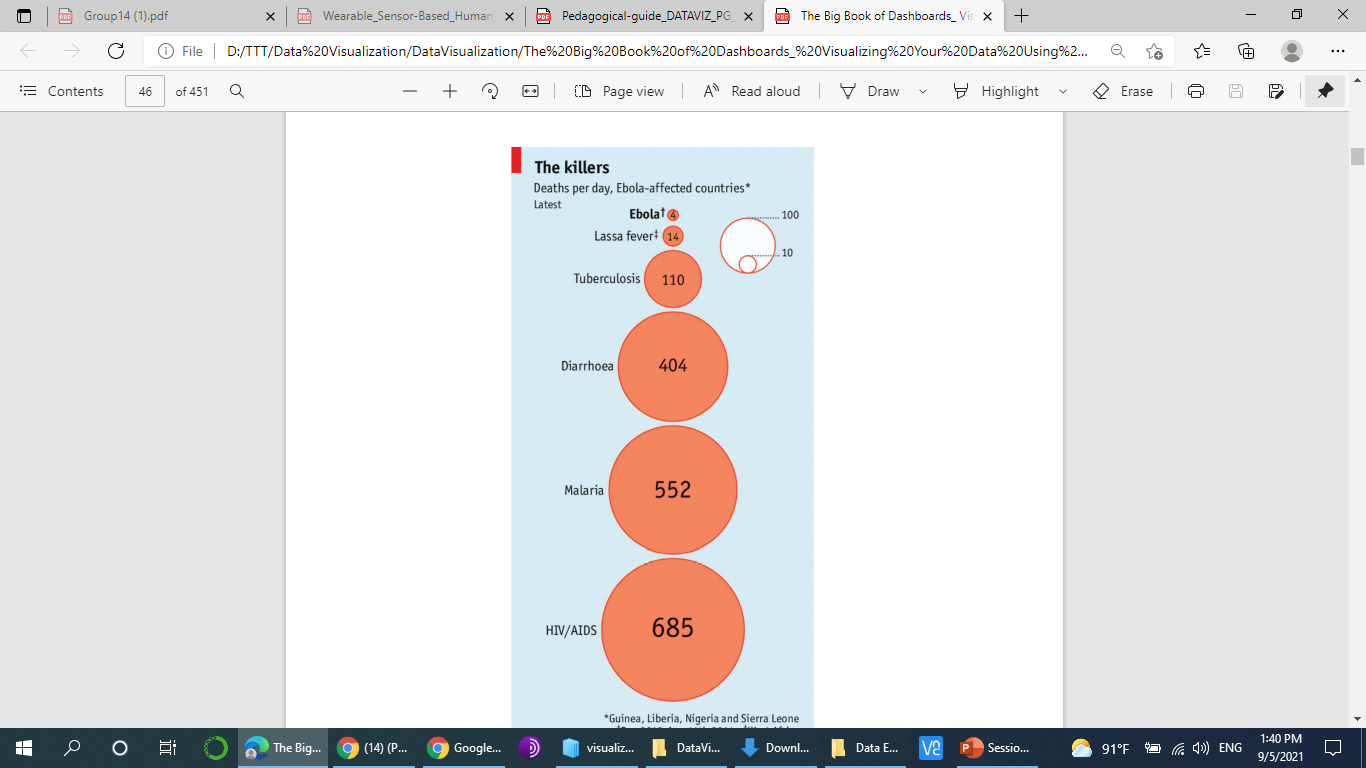 Group14 (1).pdf
Wearable_Sensor-Based_Human_
Pedagogical-guide_DATAVIZ_PG_
The Big Book of Dashboards_ Vis
File
D:/TTT/Data%20Visualization/DataVisualization/The%20Big%20Book%20of%20Dashboards_%20Visualizing%20Your%20Data%20Using%2...
Contents
46
of 451
Page view
Read aloud
Draw
Highlight
Erase
The killers
Deaths per day, Ebola-affected countries*
Latest
Ebola† 4
100
Lassa fever‡ 14
10
Tuberculosis 110
Diarrhoea 404
Malaria 552
HIV/AIDS 685
*Guinea, Liberia, Nigeria and Sierra Leone
The Big...
(14) (P...
Google...
visualiz...
DataVi...
Downl...
Data E...
Sessio...
91°F
ENG
1:40 PM
9/5/2021